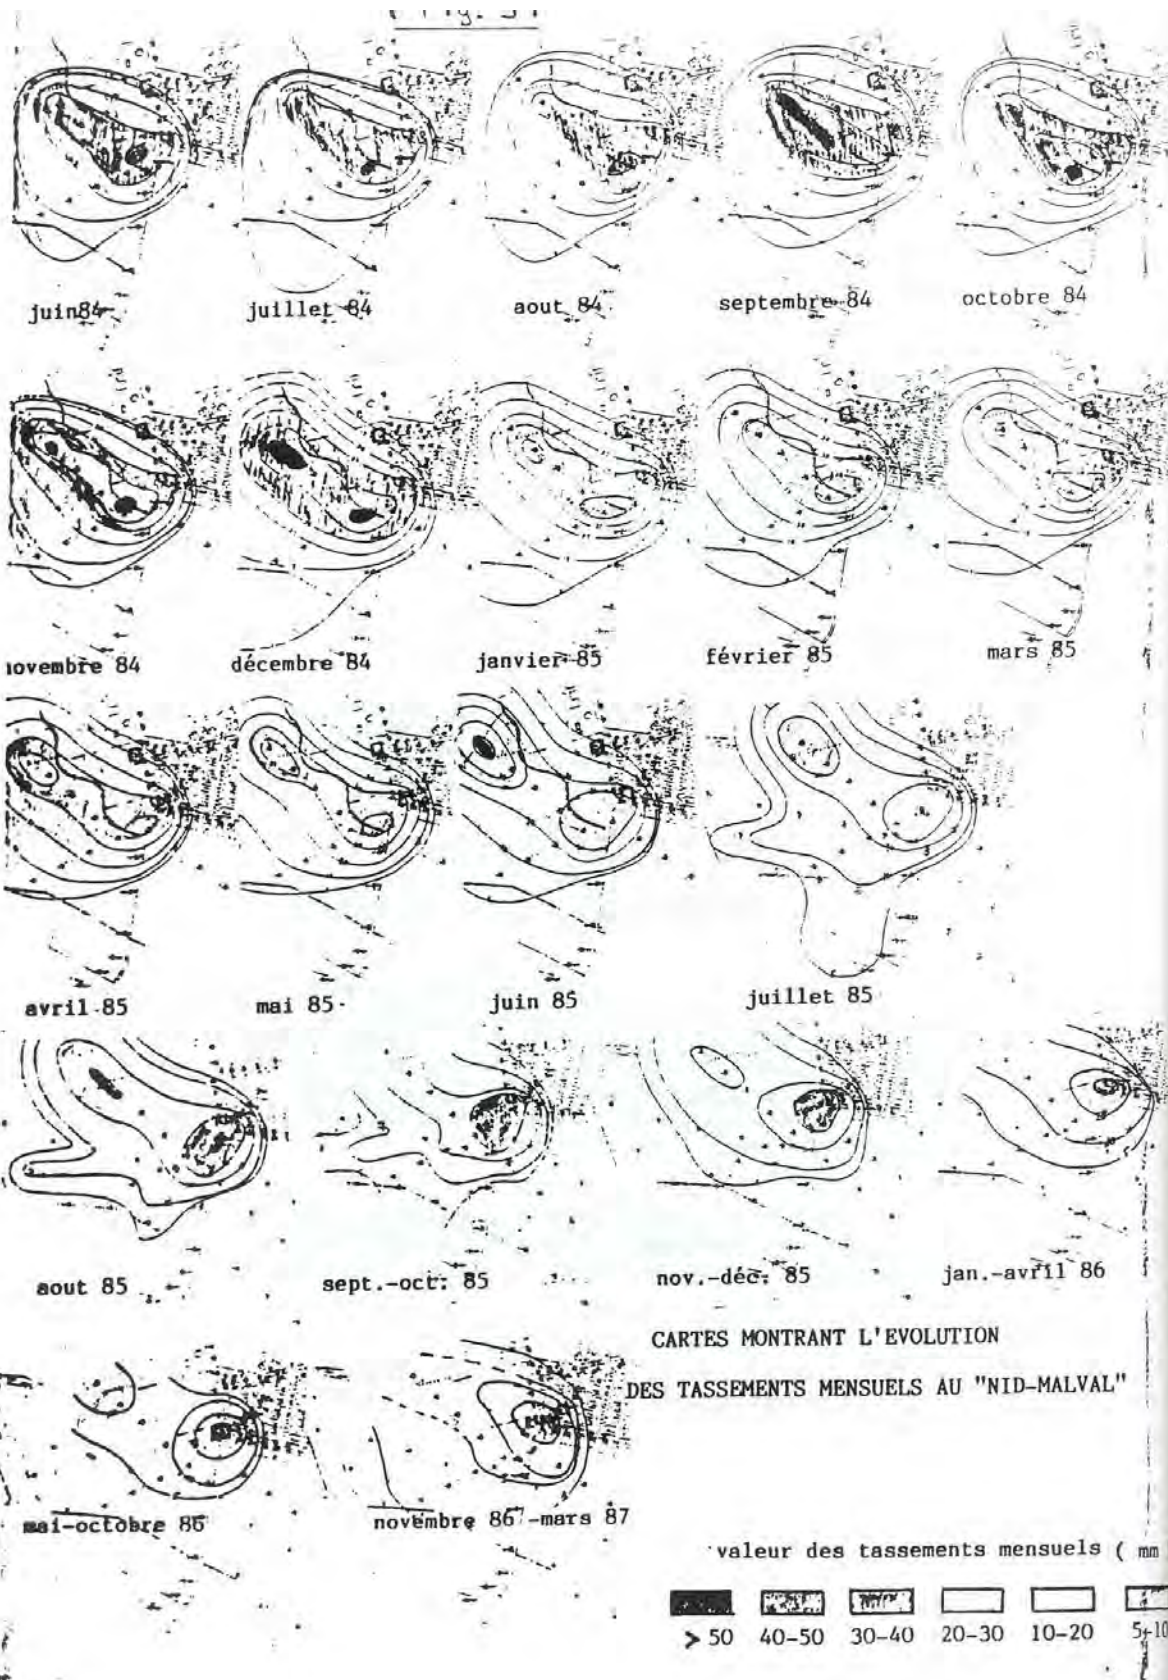 juin84 juillet 84 aout 84 septembre 84 octobre 84
novembre 84 décembre 84 janvier 85 février 85 mars 85
avril 85 mai 85 juin 85 juillet 85
aout 85 sept.-oct. 85 nov.-déc. 85 jan.-avril 86
CARTES MONTRANT L'EVOLUTION
DES TASSEMENTS MENSUELS AU "NID-MALVAL"
mai-octobre 86 novembre 86 -mars 87
valeur des tassements mensuels ( mm
> 50 40-50 30-40 20-30 10-20 5-10